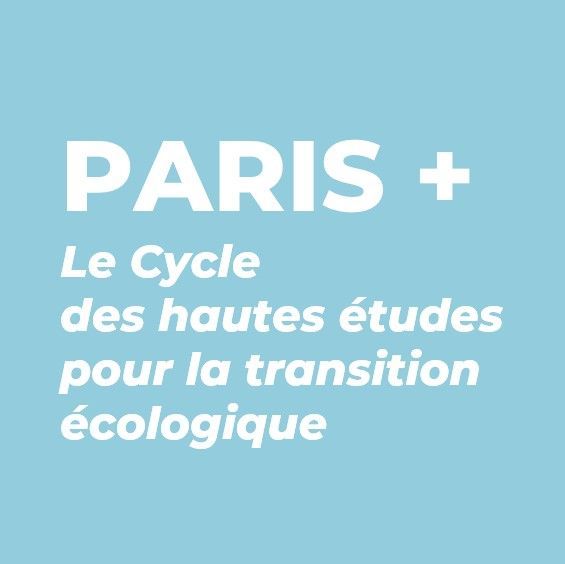 PARIS +
Le Cycle
des hautes études
pour la transition
écologique